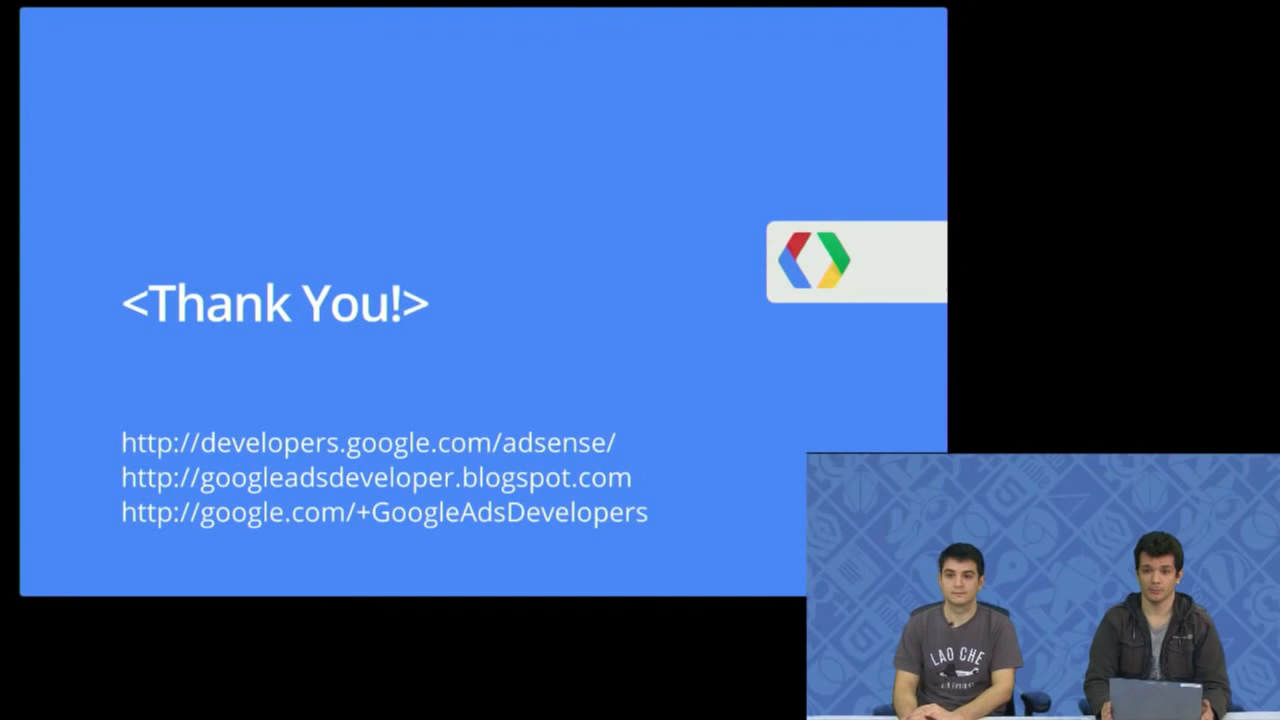 <Thank You!>
http://developers.google.com/adsense/
http://googleadsdeveloper.blogspot.com
http://google.com/+GoogleAdsDevelopers
LAO CHE